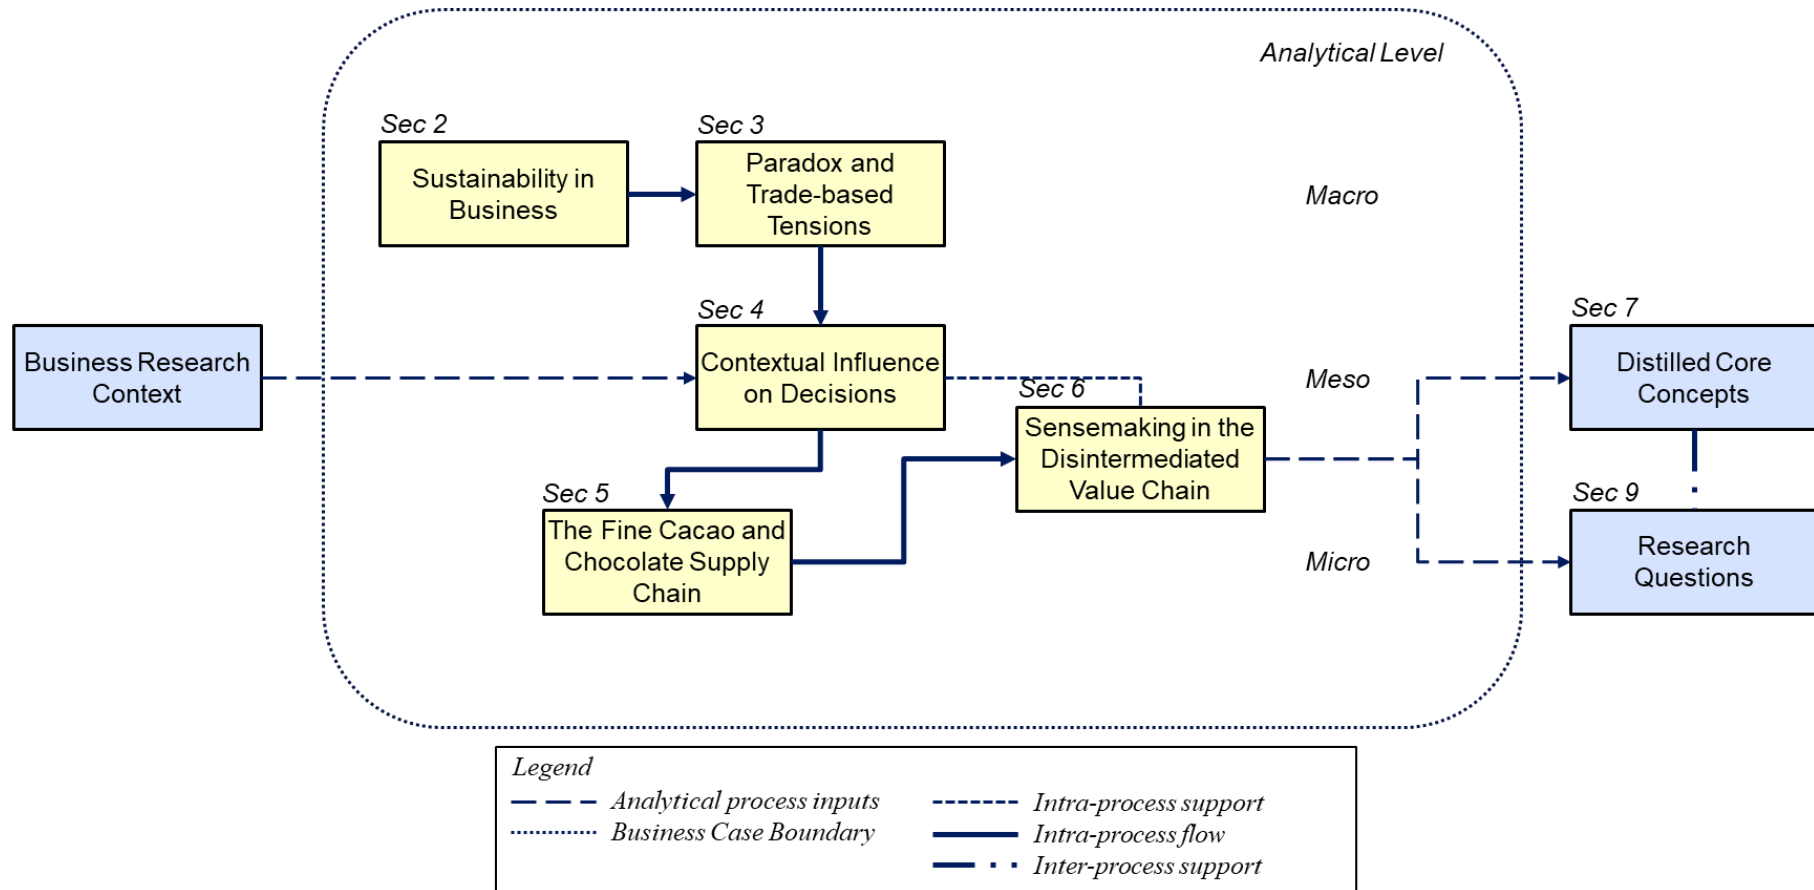 Analytical Level
Sec 2
Sustainability in
Business
Sec 3
Paradox and
Trade-based
Tensions
Macro
Business Research
Context
Sec 4
Contextual Influence
on Decisions
Meso
Sec 7
Distilled Core
Concepts
Sec 6
Sensemaking in the
Disintermediated
Value Chain
Sec 5
The Fine Cacao and
Chocolate Supply
Chain
Micro
Sec 9
Research
Questions
Legend
Analytical process inputs
Business Case Boundary
Intra-process support
Intra-process flow
Inter-process support